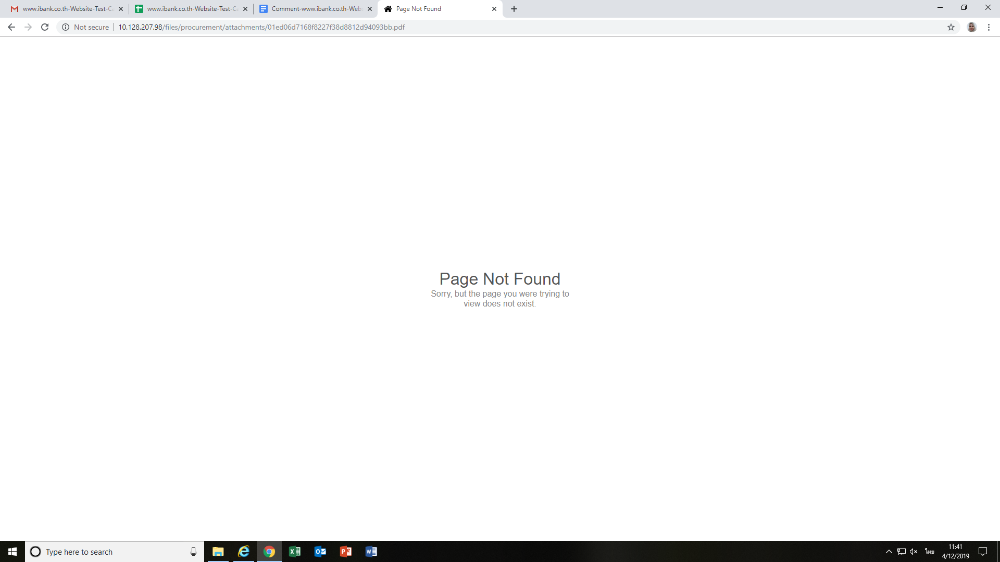 www.ibank.co.th-Website-Test-Ca
www.ibank.co.th-Website-Test-Ca
Comment-www.ibank.co.th-Webs
Page Not Found
Not secure
10.128.207.98/files/procurement/attachments/01ed06d7168f8227f38d8812d94093bb.pdf
Page Not Found
Sorry, but the page you were trying to
view does not exist.
Type here to search
ไทย
11:41
4/12/2019